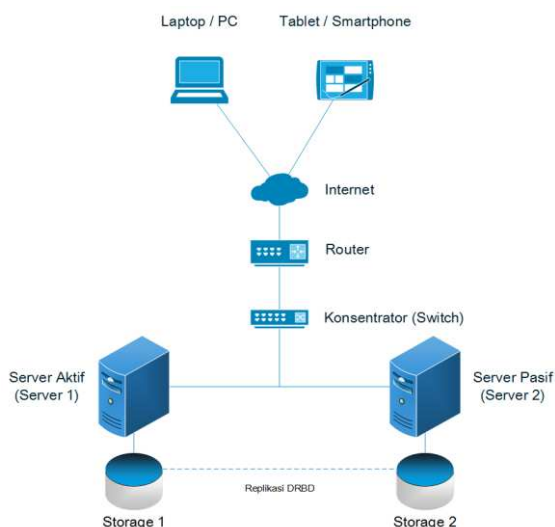 Laptop / PC
Tablet / Smartphone
Internet
Router
Konsentrator (Switch)
Server Aktif
(Server 1)
Server Pasif
(Server 2)
Replikasi DRBD
Storage 1
Storage 2